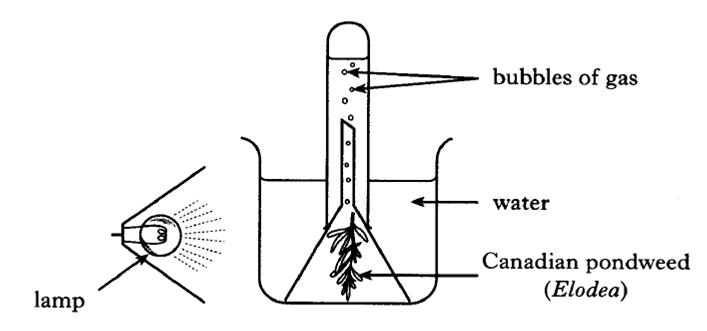 bubbles of gas
water
Canadian pondweed
(Elodea)
lamp